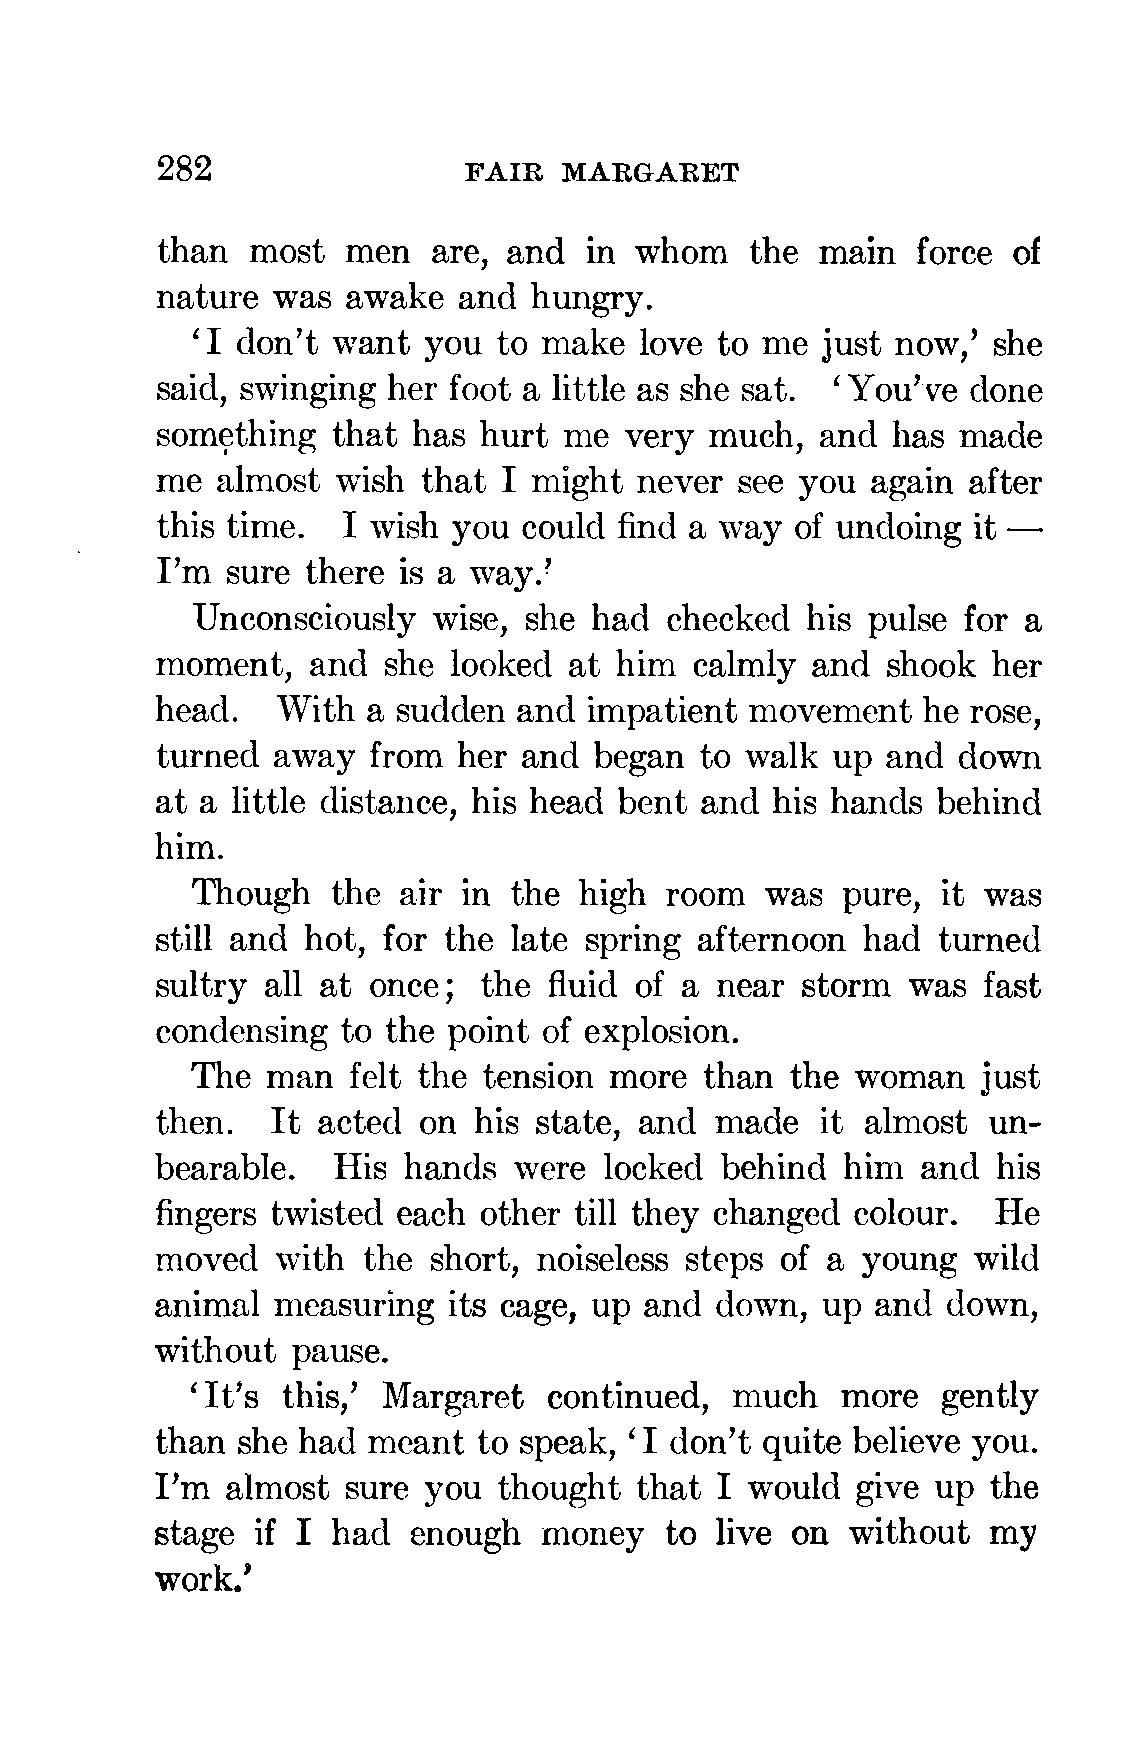 282 FAIR MARGARET
than most men are, and in whom the main force of
nature was awake and hungry.
‘I don’t want you to make love to me just now,’ she
said, swinging her foot a little as she sat. ‘You’ve done
something that has hurt me very much, and has made
me almost wish that I might never see you again after
this time. I wish you could find a way of undoing it —
I’m sure there is a way.’
Unconsciously wise, she had checked his pulse for a
moment, and she looked at him calmly and shook her
head. With a sudden and impatient movement he rose,
turned away from her and began to walk up and down
at a little distance, his head bent and his hands behind
him.
Though the air in the high room was pure, it was
still and hot, for the late spring afternoon had turned
sultry all at once; the fluid of a near storm was fast
condensing to the point of explosion.
The man felt the tension more than the woman just
then. It acted on his state, and made it almost un-
bearable. His hands were locked behind him and his
fingers twisted each other till they changed colour. He
moved with the short, noiseless steps of a young wild
animal measuring its cage, up and down, up and down,
without pause.
‘It’s this,’ Margaret continued, much more gently
than she had meant to speak, ‘I don’t quite believe you.
I’m almost sure you thought that I would give up the
stage if I had enough money to live on without my
work.’